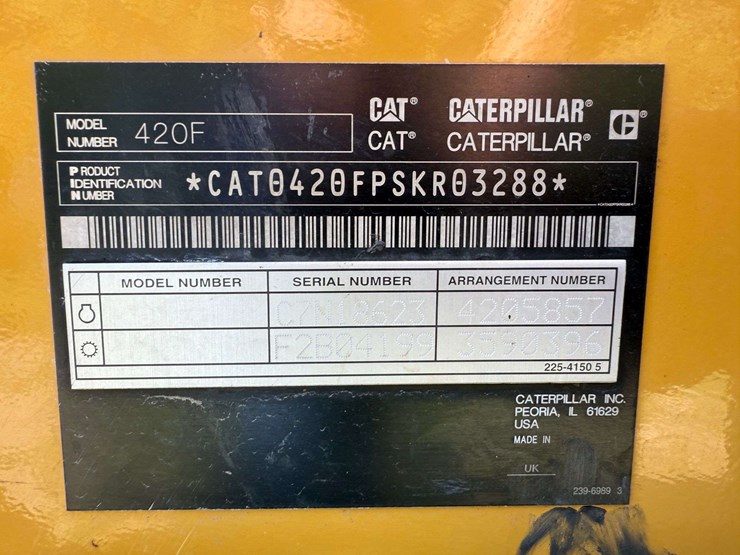 CAT® CATERPILLAR®
CAT® CATERPILLAR®
MODEL NUMBER 420F
PRODUCT IDENTIFICATION NUMBER *CAT0420FPSKR03288*
MODEL NUMBER SERIAL NUMBER ARRANGEMENT NUMBER
4205857
F2B04199 3590396
225-4150 5
CATERPILLAR INC.
PEORIA, IL 61629
USA
MADE IN
UK
239-6989 3